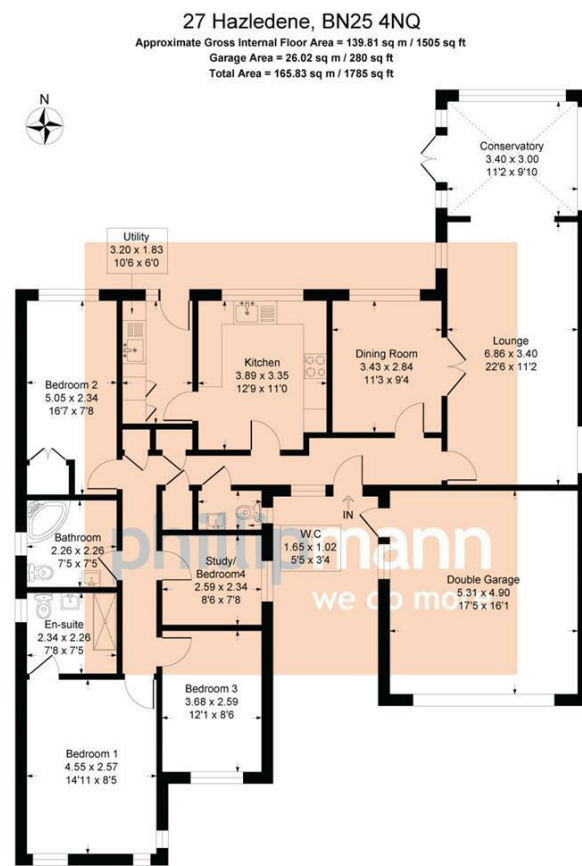 27 Hazledene, BN25 4NQ
Approximate Gross Internal Floor Area = 139.81 sq m / 1505 sq ft
Garage Area = 26.02 sq m / 280 sq ft
Total Area = 165.83 sq m / 1785 sq ft
N
Conservatory
3.40 x 3.00
11'2 x 9'10
Utility
3.20 x 1.83
10'6 x 6'0
Bedroom 2
5.05 x 2.34
16'7 x 7'8
Kitchen
3.89 x 3.35
12'9 x 11'0
Dining Room
3.43 x 2.84
11'3 x 9'4
Lounge
6.86 x 3.40
22'6 x 11'2
IN
Bathroom
2.26 x 2.26
7'5 x 7'5
phillipmann
we do more
W.C
1.65 x 1.02
5'5 x 3'4
Study/
Bedroom4
2.59 x 2.34
8'6 x 7'8
Double Garage
5.31 x 4.90
17'5 x 16'1
En-suite
2.34 x 2.26
7'8 x 7'5
Bedroom 3
3.68 x 2.59
12'1 x 8'6
Bedroom 1
4.55 x 2.57
14'11 x 8'5